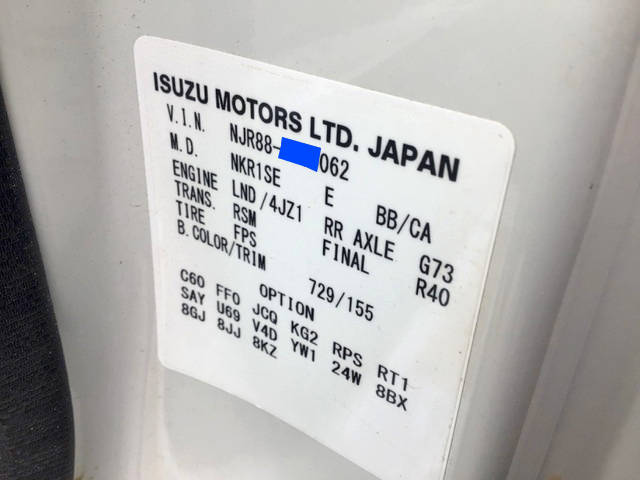 ISUZU MOTORS LTD. JAPAN
V.I.N. NJR88- 062
M.D. NKR1SE E BB/CA
ENGINE LND/4JZ1 RR AXLE G73
TRANS. RSM FINAL R40
TIRE FPS
B.COLOR/TRIM 729/155
OPTION
C60 FF0 JCQ KG2 RPS RT1
SAY U69 V4D YW1 24W 8BX
8GJ 8JJ 8KZ